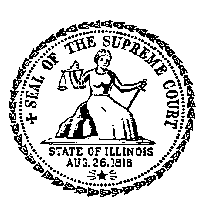 SEAL OF THE SUPREME COURT
STATE OF ILLINOIS
AUG. 26, 1818